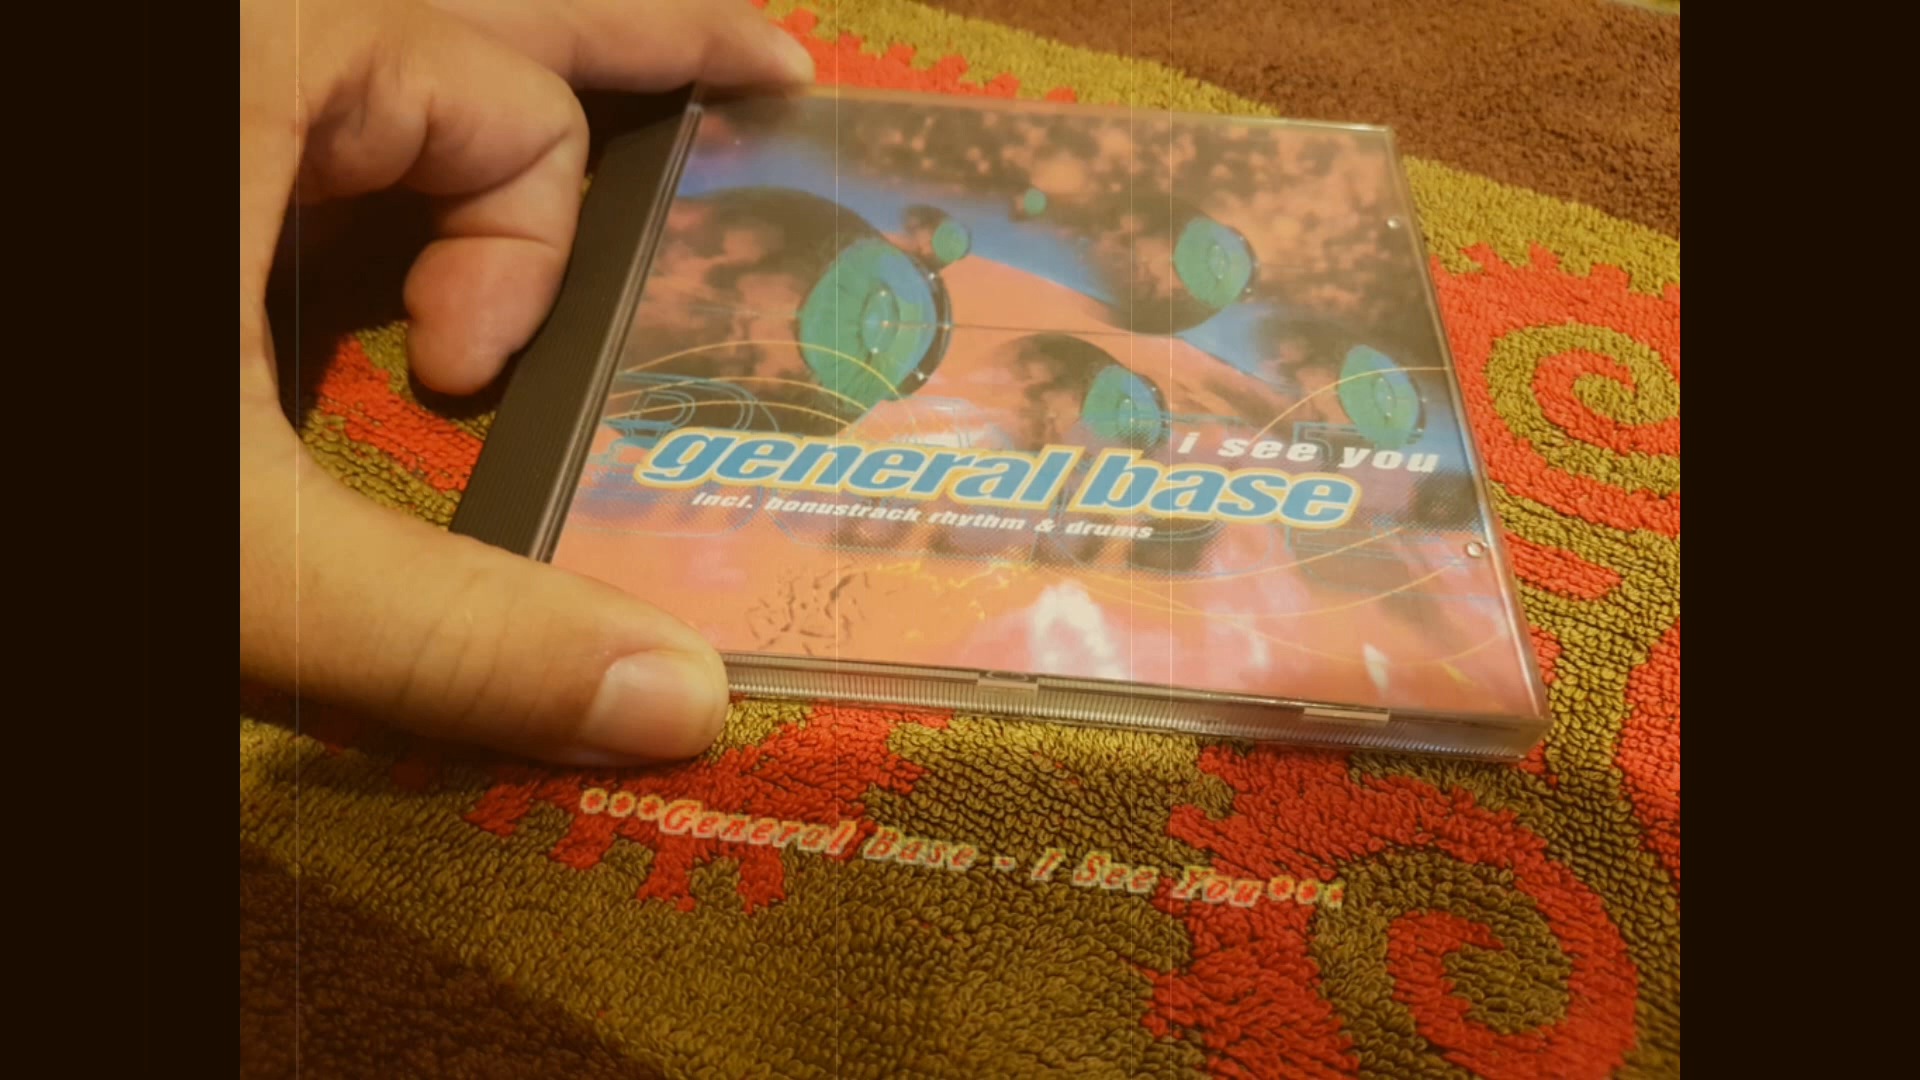 i see you
general base
incl. bonustrack rhythm & drums
***General Base - I See You***